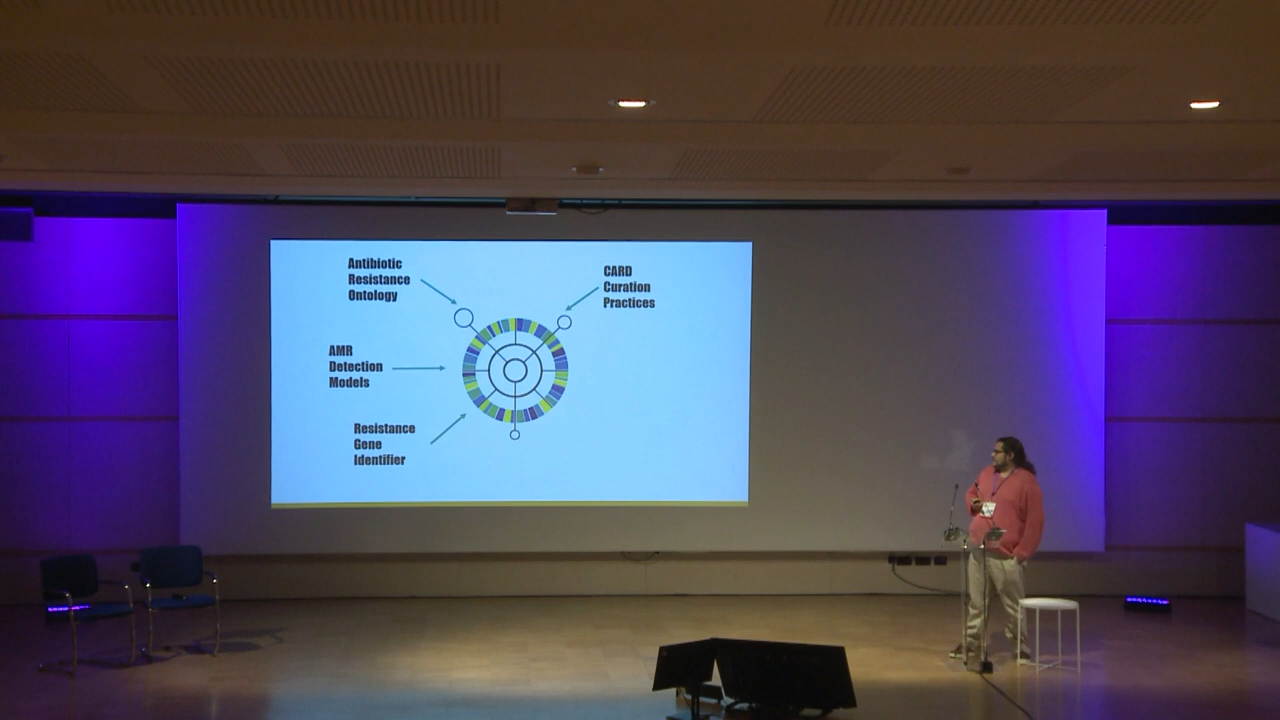 Antibiotic
Resistance
Ontology
CARD
Curation
Practices
AMR
Detection
Models
Resistance
Gene
Identifier